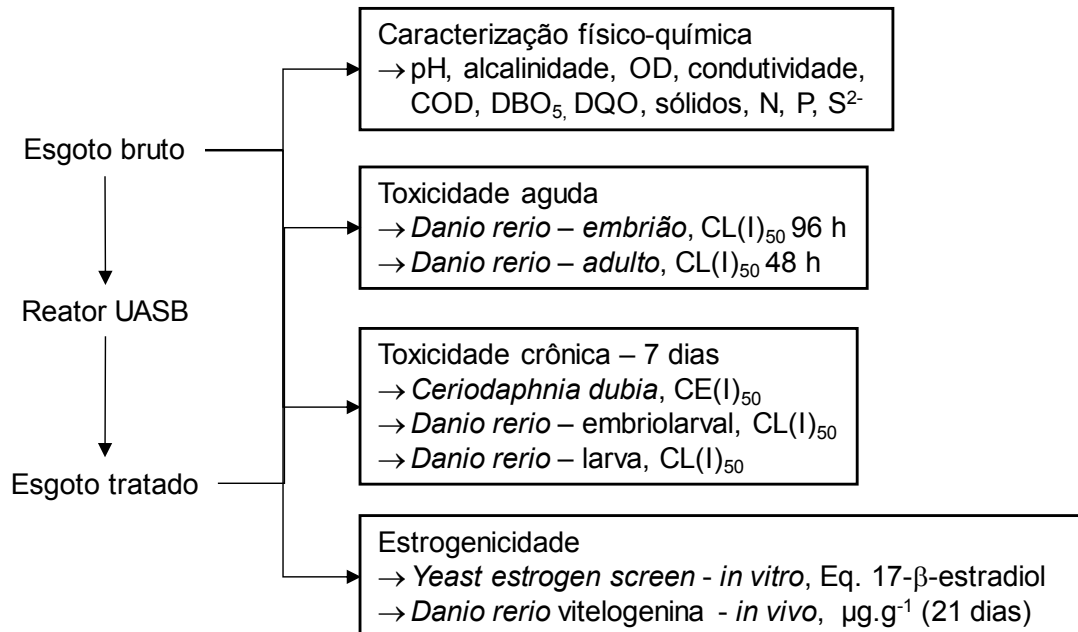 Caracterização físico-química
→ pH, alcalinidade, OD, condutividade,
COD, DBO₅, DQO, sólidos, N, P, S²⁻
Esgoto bruto
Toxicidade aguda
→ Danio rerio – embrião, CL(I)₅₀ 96 h
→ Danio rerio – adulto, CL(I)₅₀ 48 h
Reator UASB
Toxicidade crônica – 7 dias
→ Ceriodaphnia dubia, CE(I)₅₀
→ Danio rerio – embriolarval, CL(I)₅₀
→ Danio rerio – larva, CL(I)₅₀
Esgoto tratado
Estrogenicidade
→ Yeast estrogen screen - in vitro, Eq. 17-β-estradiol
→ Danio rerio vitelogenina - in vivo, µg.g⁻¹ (21 dias)